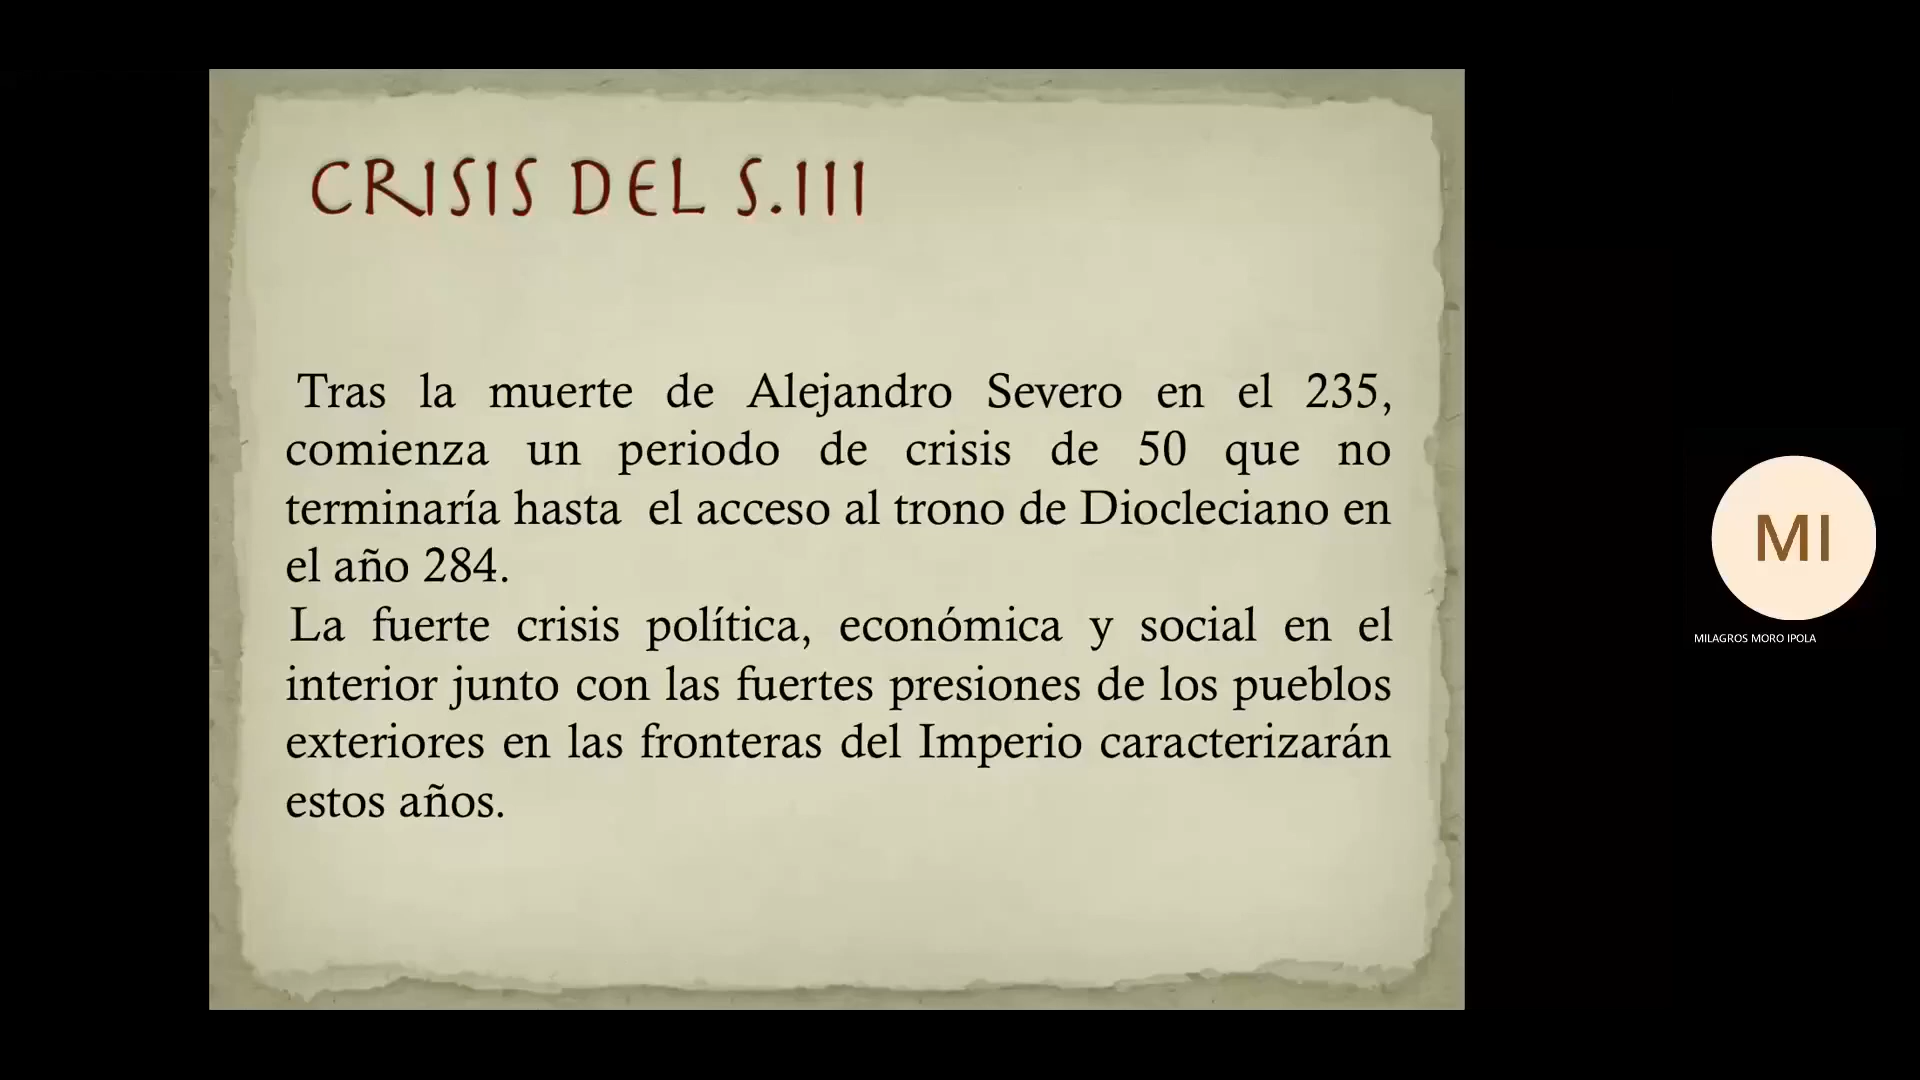 CRISIS DEL S.III
Tras la muerte de Alejandro Severo en el 235,
comienza un periodo de crisis de 50 que no
terminaría hasta el acceso al trono de Diocleciano en
el año 284.
La fuerte crisis política, económica y social en el
interior junto con las fuertes presiones de los pueblos
exteriores en las fronteras del Imperio caracterizarán
estos años.
MI
MILAGROS MORO IPOLA